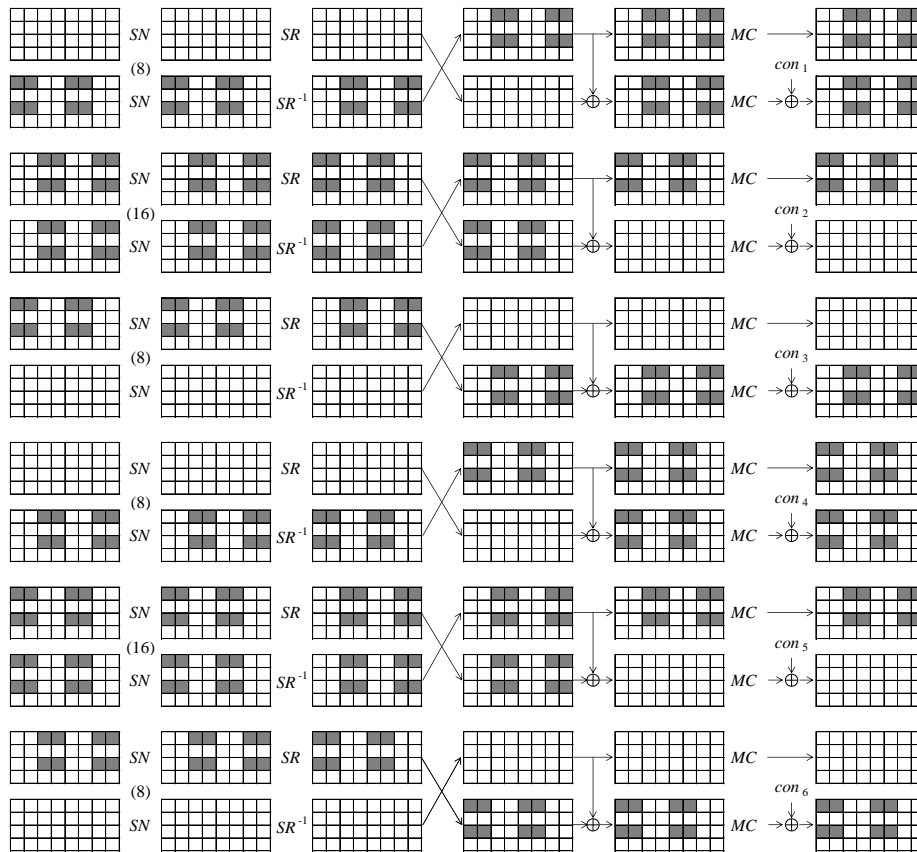 SN SR MC
(8) con 1
SN SR-1 MC
SN SR MC
(16) con 2
SN SR-1 MC
SN SR MC
(8) con 3
SN SR-1 MC
SN SR MC
(8) con 4
SN SR-1 MC
SN SR MC
(16) con 5
SN SR-1 MC
SN SR MC
(8) con 6
SN SR-1 MC